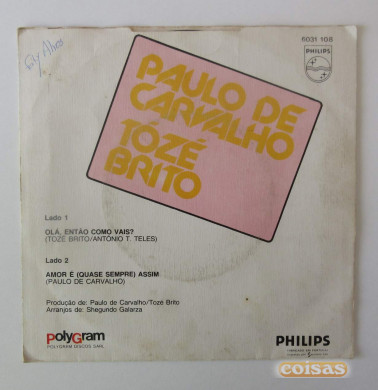 6031 108
PHILIPS
PAULO DE
CARVALHO
TOZÉ
BRITO
Lado 1
OLÁ, ENTÃO COMO VAIS?
(TOZÉ BRITO/ANTÓNIO T. TELES)
Lado 2
AMOR É (QUASE SEMPRE) ASSIM
(PAULO DE CARVALHO)
Produção de: Paulo de Carvalho/Tozé Brito
Arranjos de: Shegundo Galarza
polyGram
POLYGRAM DISCOS SARL
PHILIPS
coisas